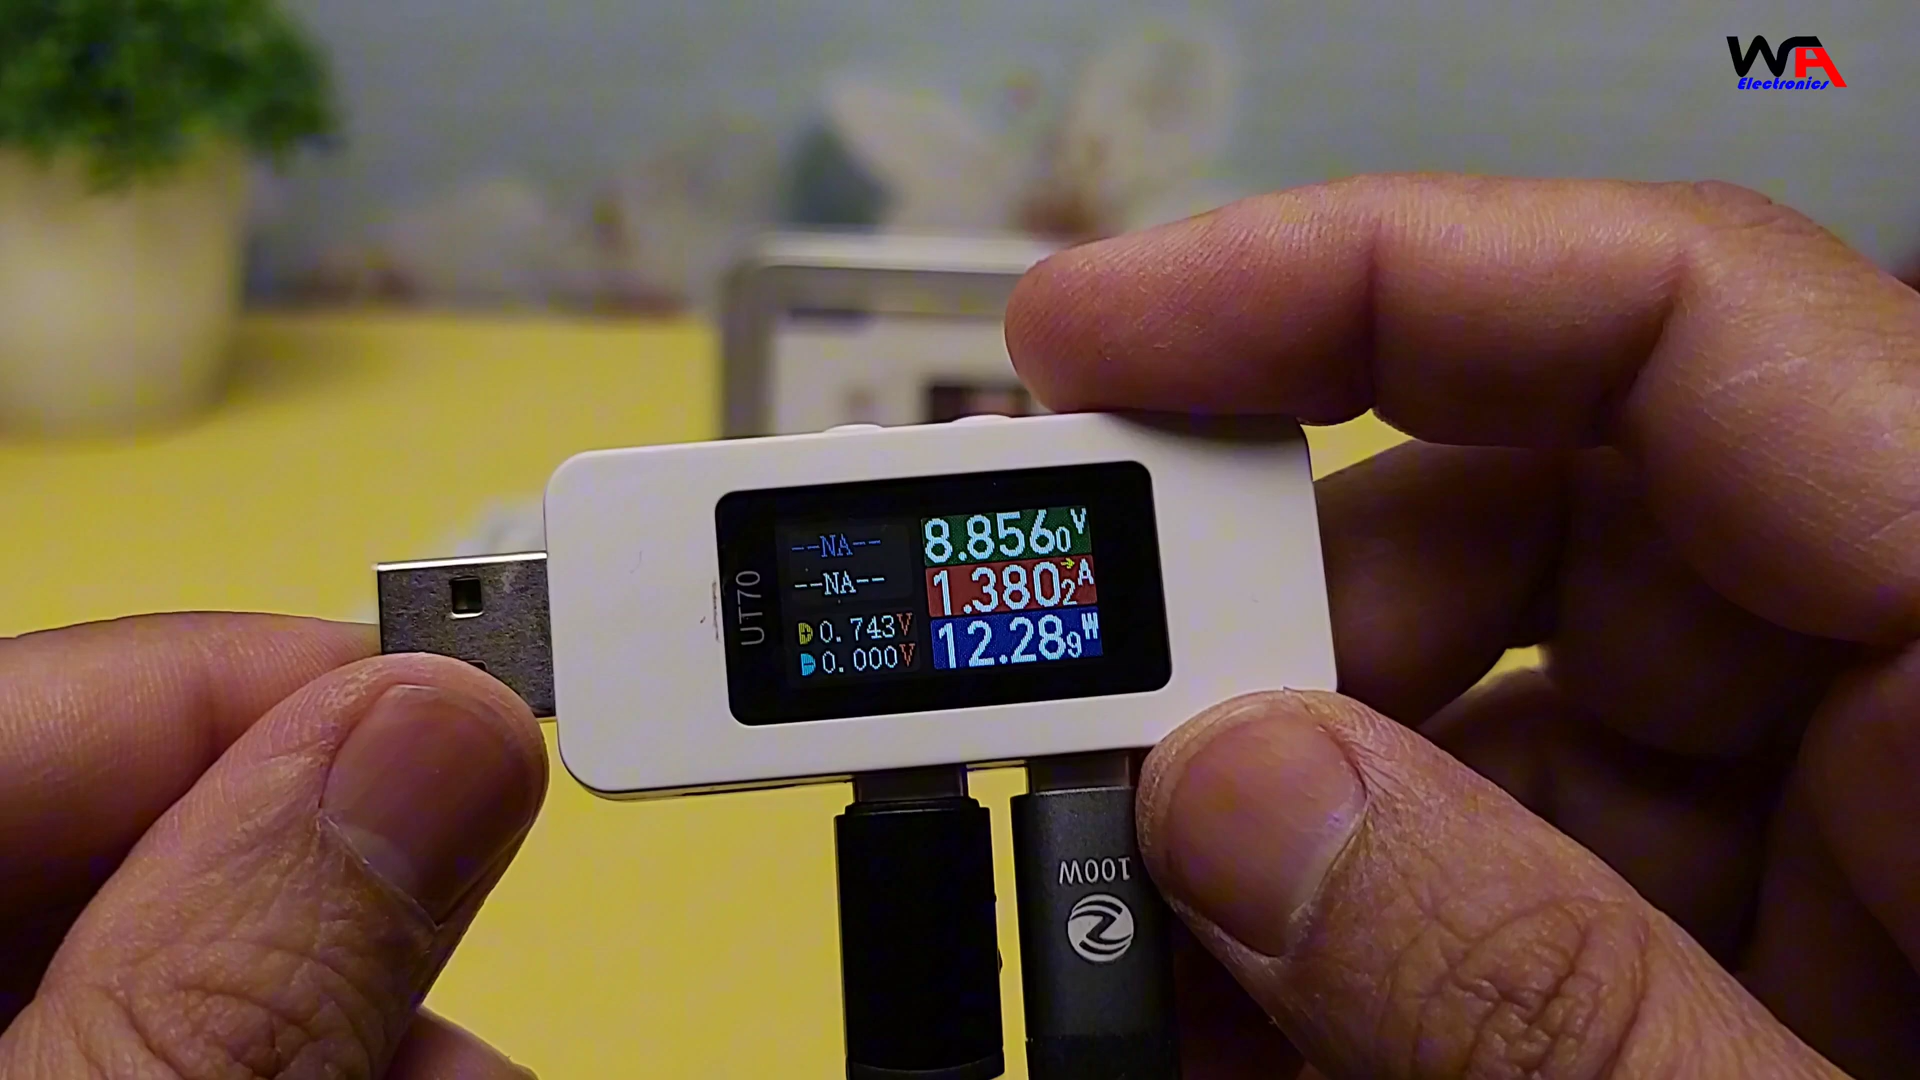 WA
Electronics
UT70
--NA--
--NA--
D+ 0.743V
D- 0.000V
8.8560V
1.3802A
12.289W
100W